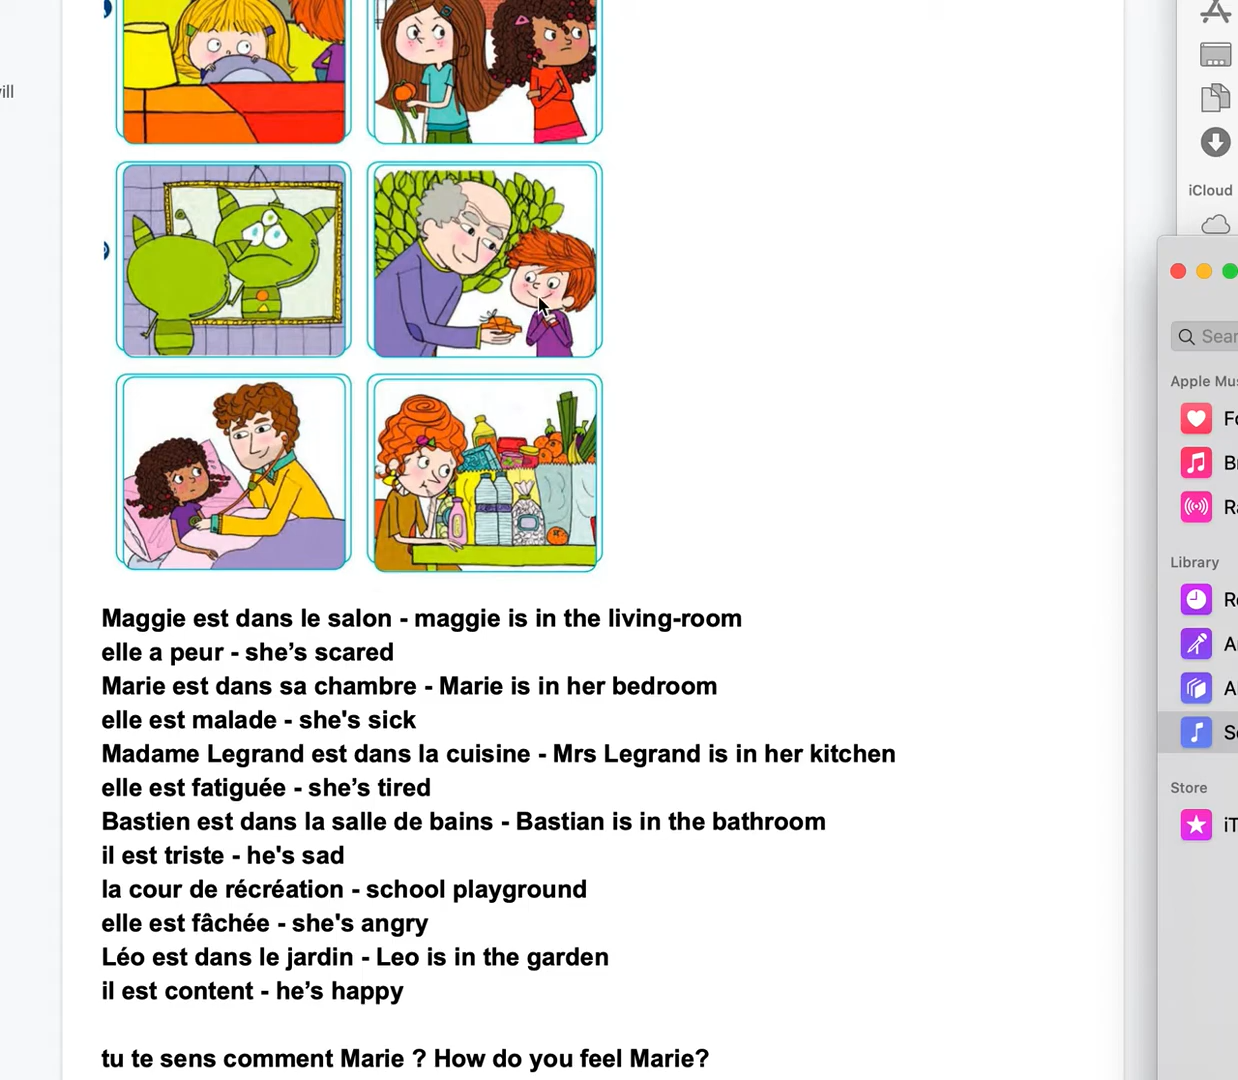 iCloud
Apple Mu
Library
Store
Maggie est dans le salon - maggie is in the living-room
elle a peur - she’s scared
Marie est dans sa chambre - Marie is in her bedroom
elle est malade - she's sick
Madame Legrand est dans la cuisine - Mrs Legrand is in her kitchen
elle est fatiguée - she’s tired
Bastien est dans la salle de bains - Bastian is in the bathroom
il est triste - he's sad
la cour de récréation - school playground
elle est fâchée - she's angry
Léo est dans le jardin - Leo is in the garden
il est content - he’s happy
tu te sens comment Marie ? How do you feel Marie?